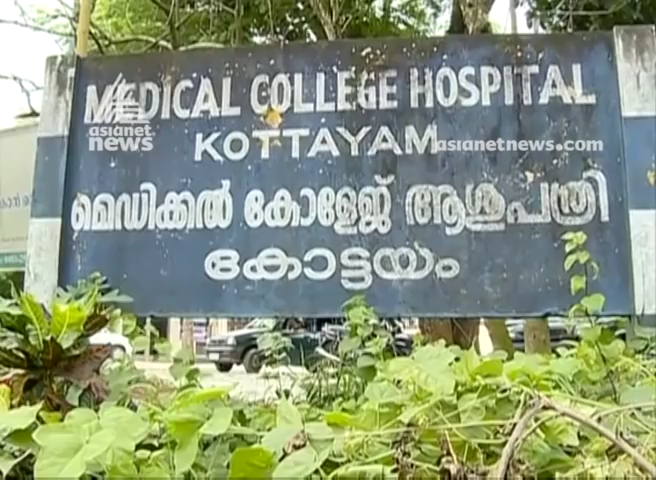 MEDICAL COLLEGE HOSPITAL
KOTTAYAM
മെഡിക്കൽ കോളേജ് ആശുപത്രി
കോട്ടയം
asianet
news
asianetnews.com